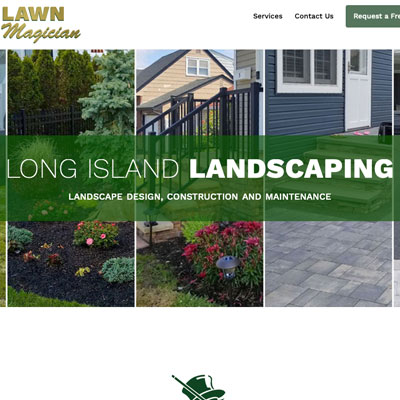 LAWN
Magician
Services Contact Us Request a Fre
LONG ISLAND LANDSCAPING
LANDSCAPE DESIGN, CONSTRUCTION AND MAINTENANCE